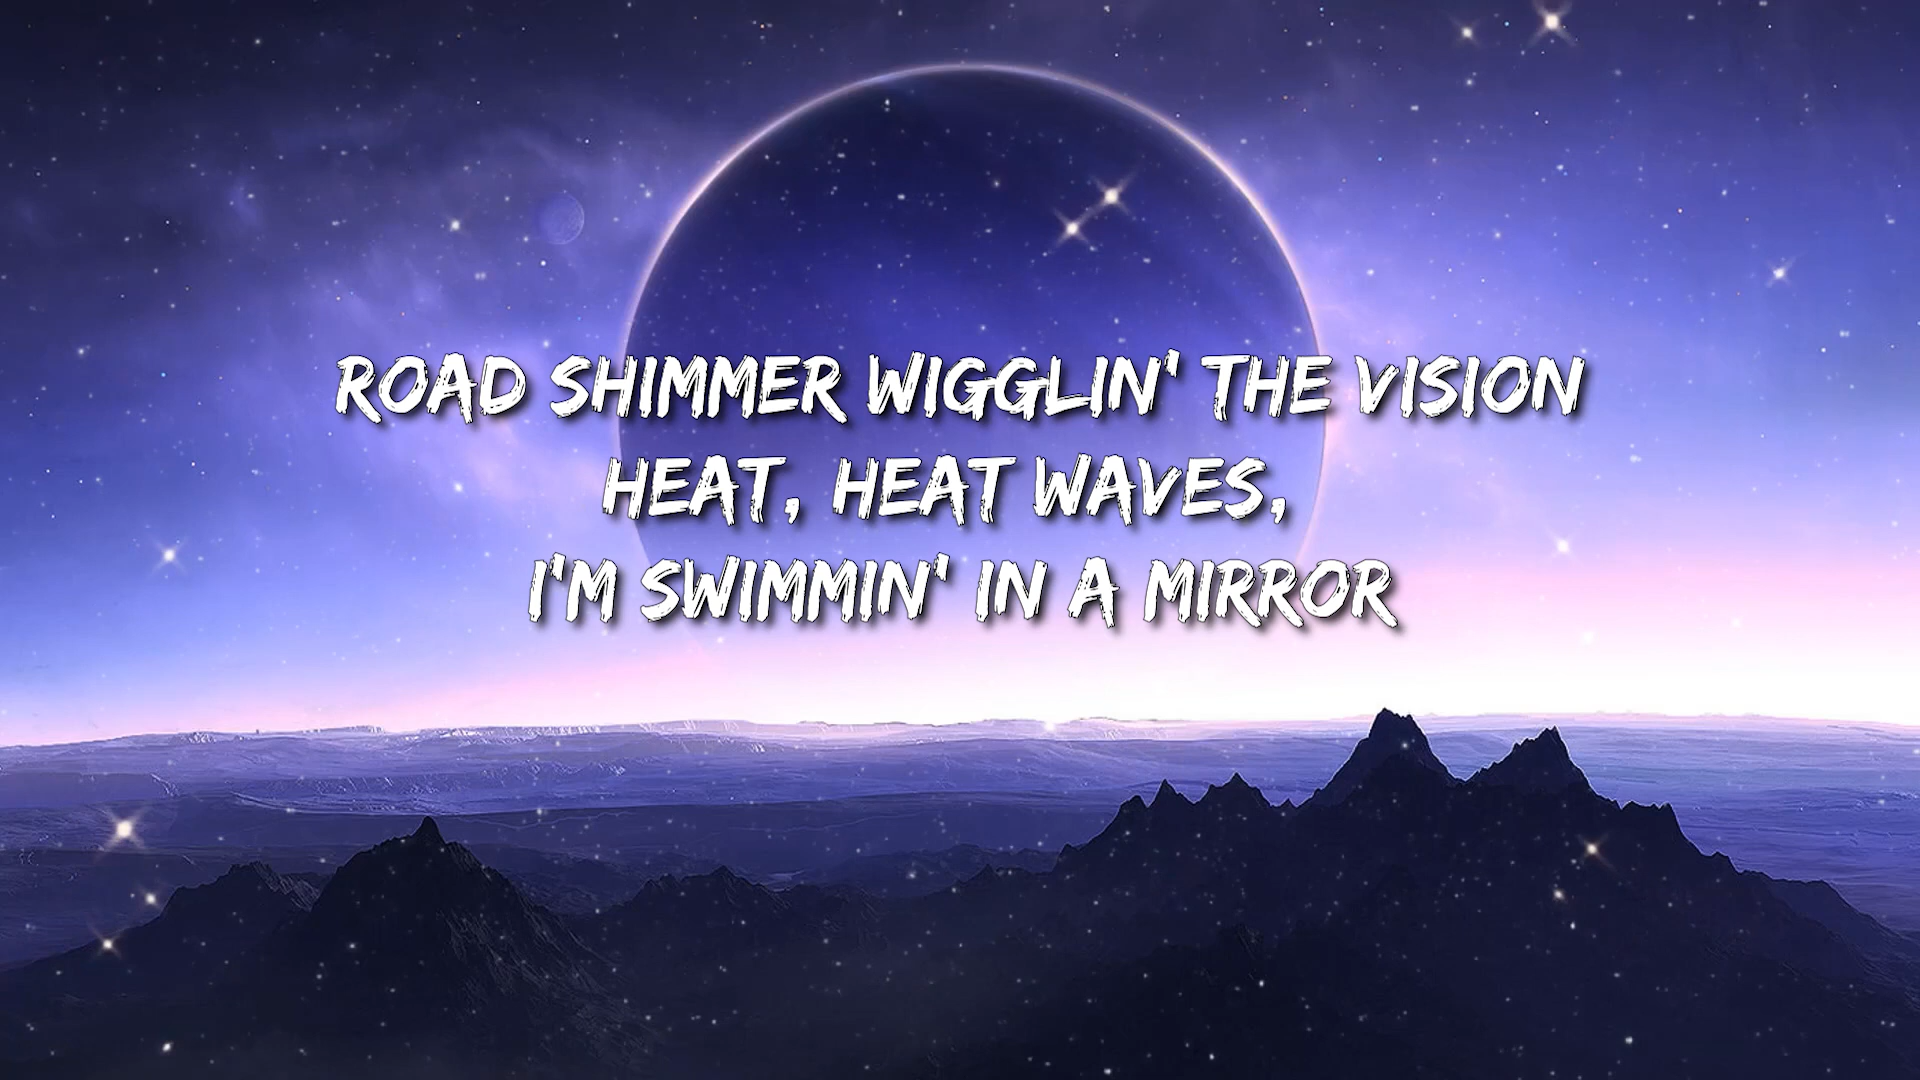 ROAD SHIMMER WIGGLIN' THE VISION
HEAT, HEAT WAVES,
I'M SWIMMIN' IN A MIRROR